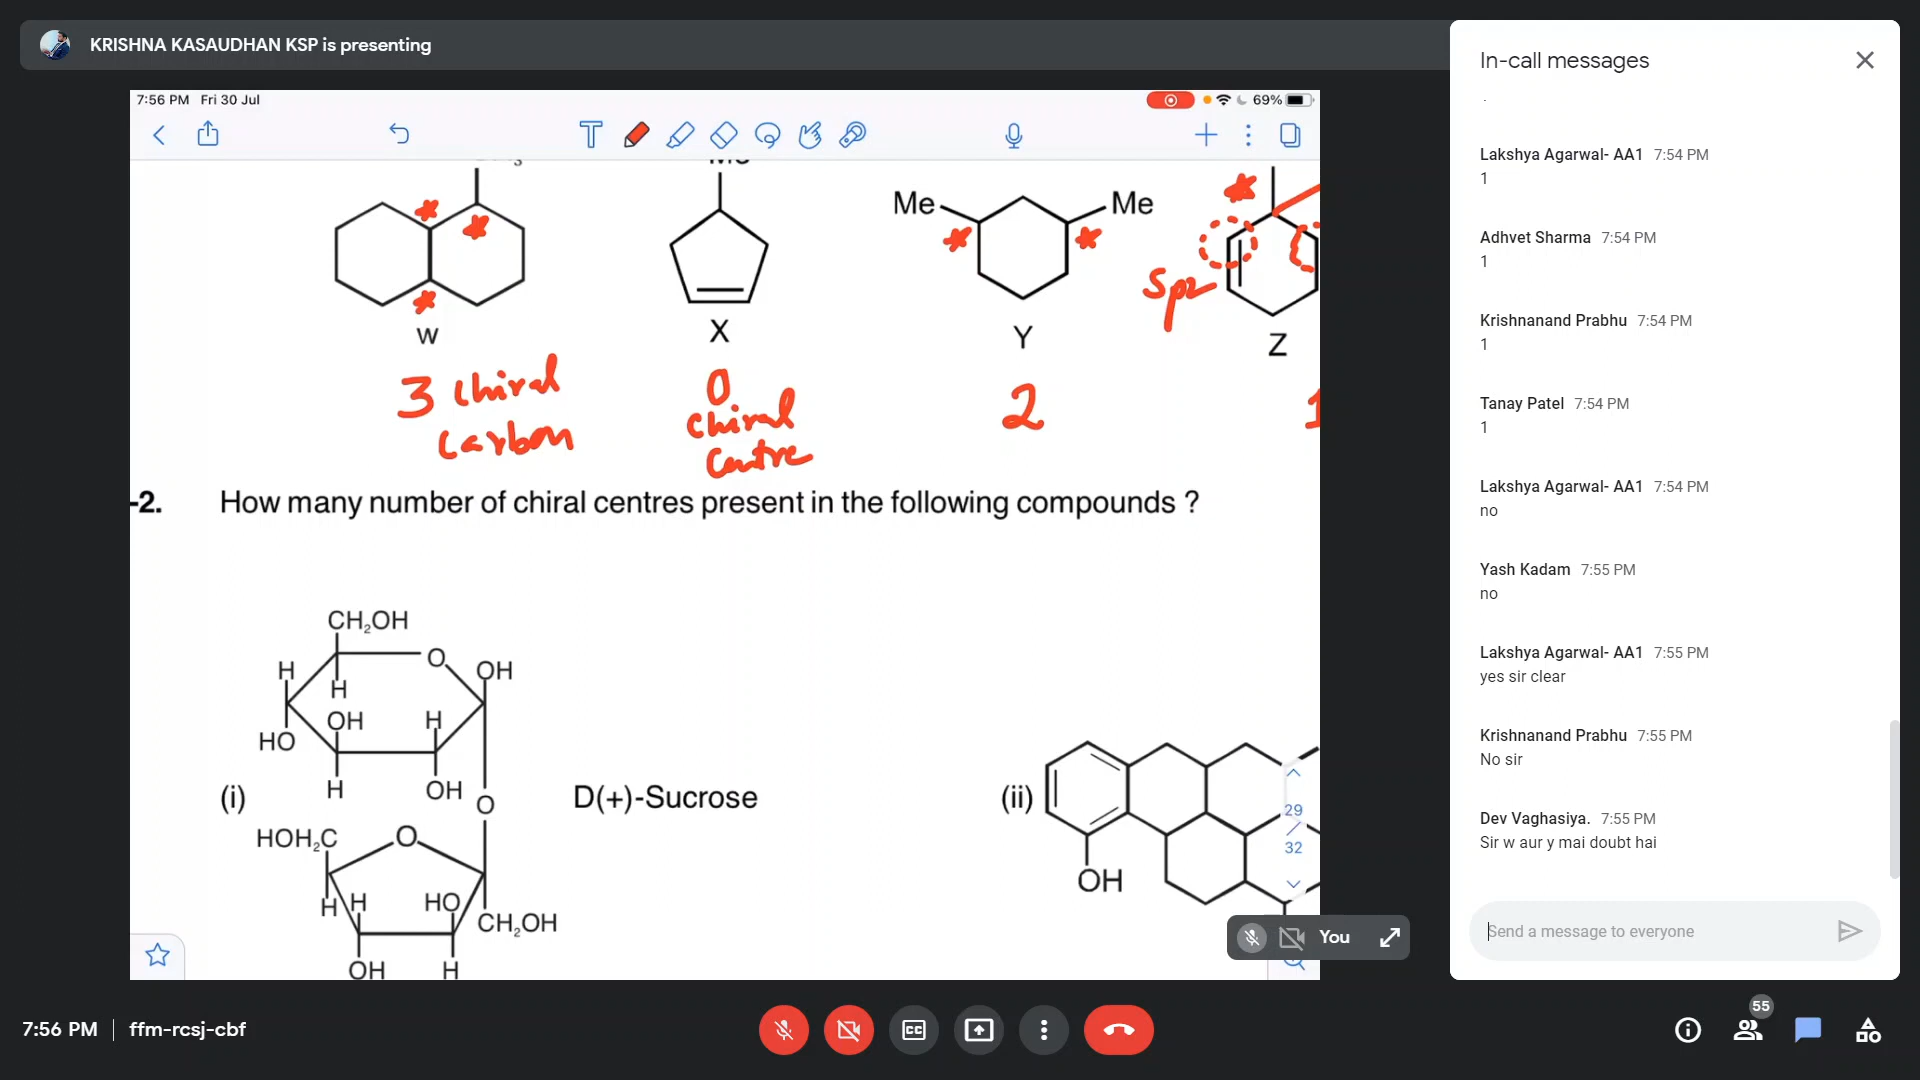 KRISHNA KASAUDHAN KSP is presenting
7:56 PM Fri 30 Jul
69%
Me
Me
sp2
W
X
Y
Z
3 chiral
carbon
0
chiral
centre
2
1
-2. How many number of chiral centres present in the following compounds ?
CH2OH
O
H
OH
H
OH
H
HO
H
OH
(i)
O
D(+)-Sucrose
HOH2C
O
H
H
HO
CH2OH
OH
H
(ii)
OH
29
32
You
In-call messages
Lakshya Agarwal- AA1 7:54 PM
1
Adhvet Sharma 7:54 PM
1
Krishnanand Prabhu 7:54 PM
1
Tanay Patel 7:54 PM
1
Lakshya Agarwal- AA1 7:54 PM
no
Yash Kadam 7:55 PM
no
Lakshya Agarwal- AA1 7:55 PM
yes sir clear
Krishnanand Prabhu 7:55 PM
No sir
Dev Vaghasiya. 7:55 PM
Sir w aur y mai doubt hai
Send a message to everyone
7:56 PM | ffm-rcsj-cbf
CC
55